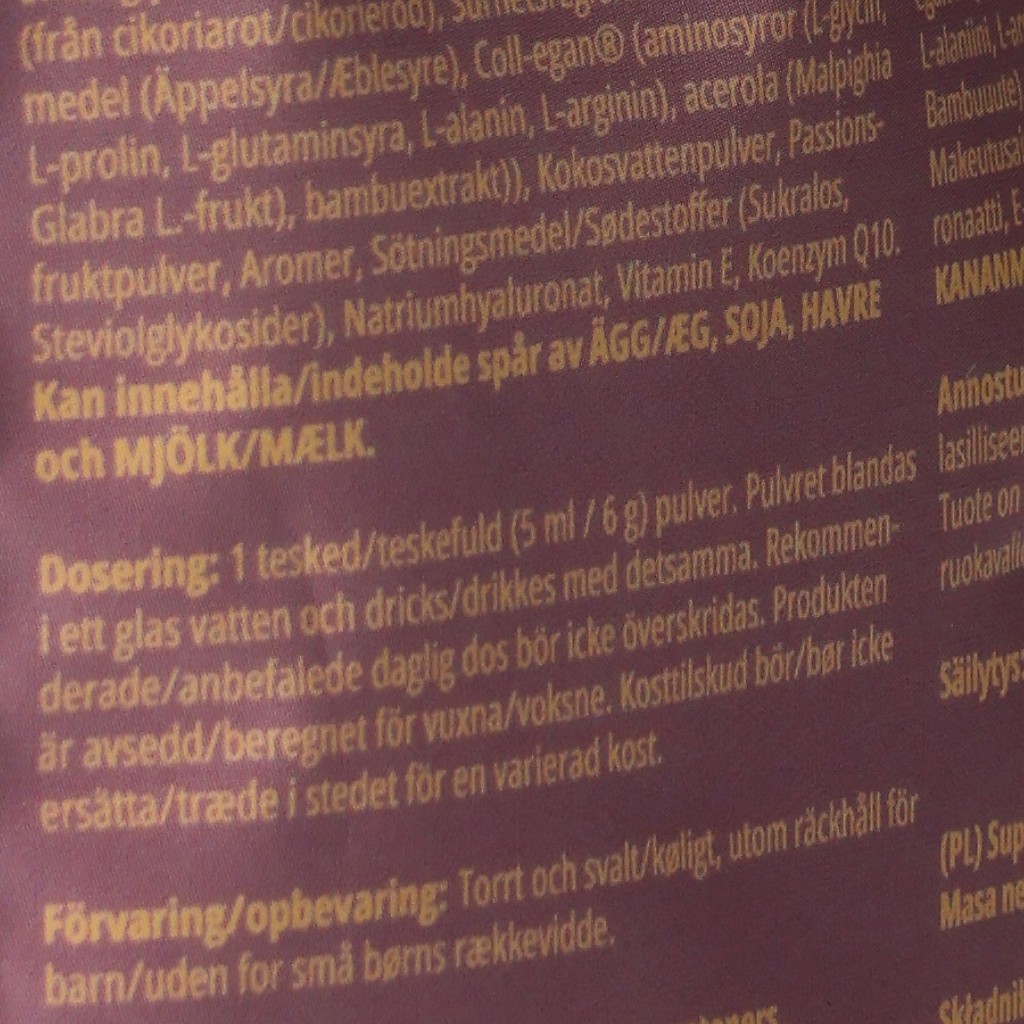 (från cikoriarot/cikorierod),
medel (Äppelsyra/Æblesyre), Coll-egan® (aminosyror (L-glycin,
L-prolin, L-glutaminsyra, L-alanin, L-arginin), acerola (Malpighia
Glabra L.-frukt), bambuextrakt)), Kokosvattenpulver, Passions-
fruktpulver, Aromer, Sötningsmedel/Sødestoffer (Sukralos,
Steviolglykosider), Natriumhyaluronat, Vitamin E, Koenzym Q10.
Kan innehålla/indeholde spår av ÄGG/ÆG, SOJA, HAVRE
och MJÖLK/MÆLK.
Dosering: 1 tesked/teskefuld (5 ml / 6 g) pulver. Pulvret blandas
i ett glas vatten och dricks/drikkes med detsamma. Rekommen-
derade/anbefalede daglig dos bör icke överskridas. Produkten
är avsedd/beregnet för vuxna/voksne. Kosttilskud bör/bør icke
ersätta/træde i stedet för en varierad kost.
Förvaring/opbevaring: Torrt och svalt/køligt, utom räckhåll för
barn/uden for små børns rækkevidde.
L-alaniini,
Bambuuute)
ronaatti,
KANANM
Annostu
lasillisee
Tuote on
ruokavali
Säilytys
(PL) Sup
Masa ne
Składnik